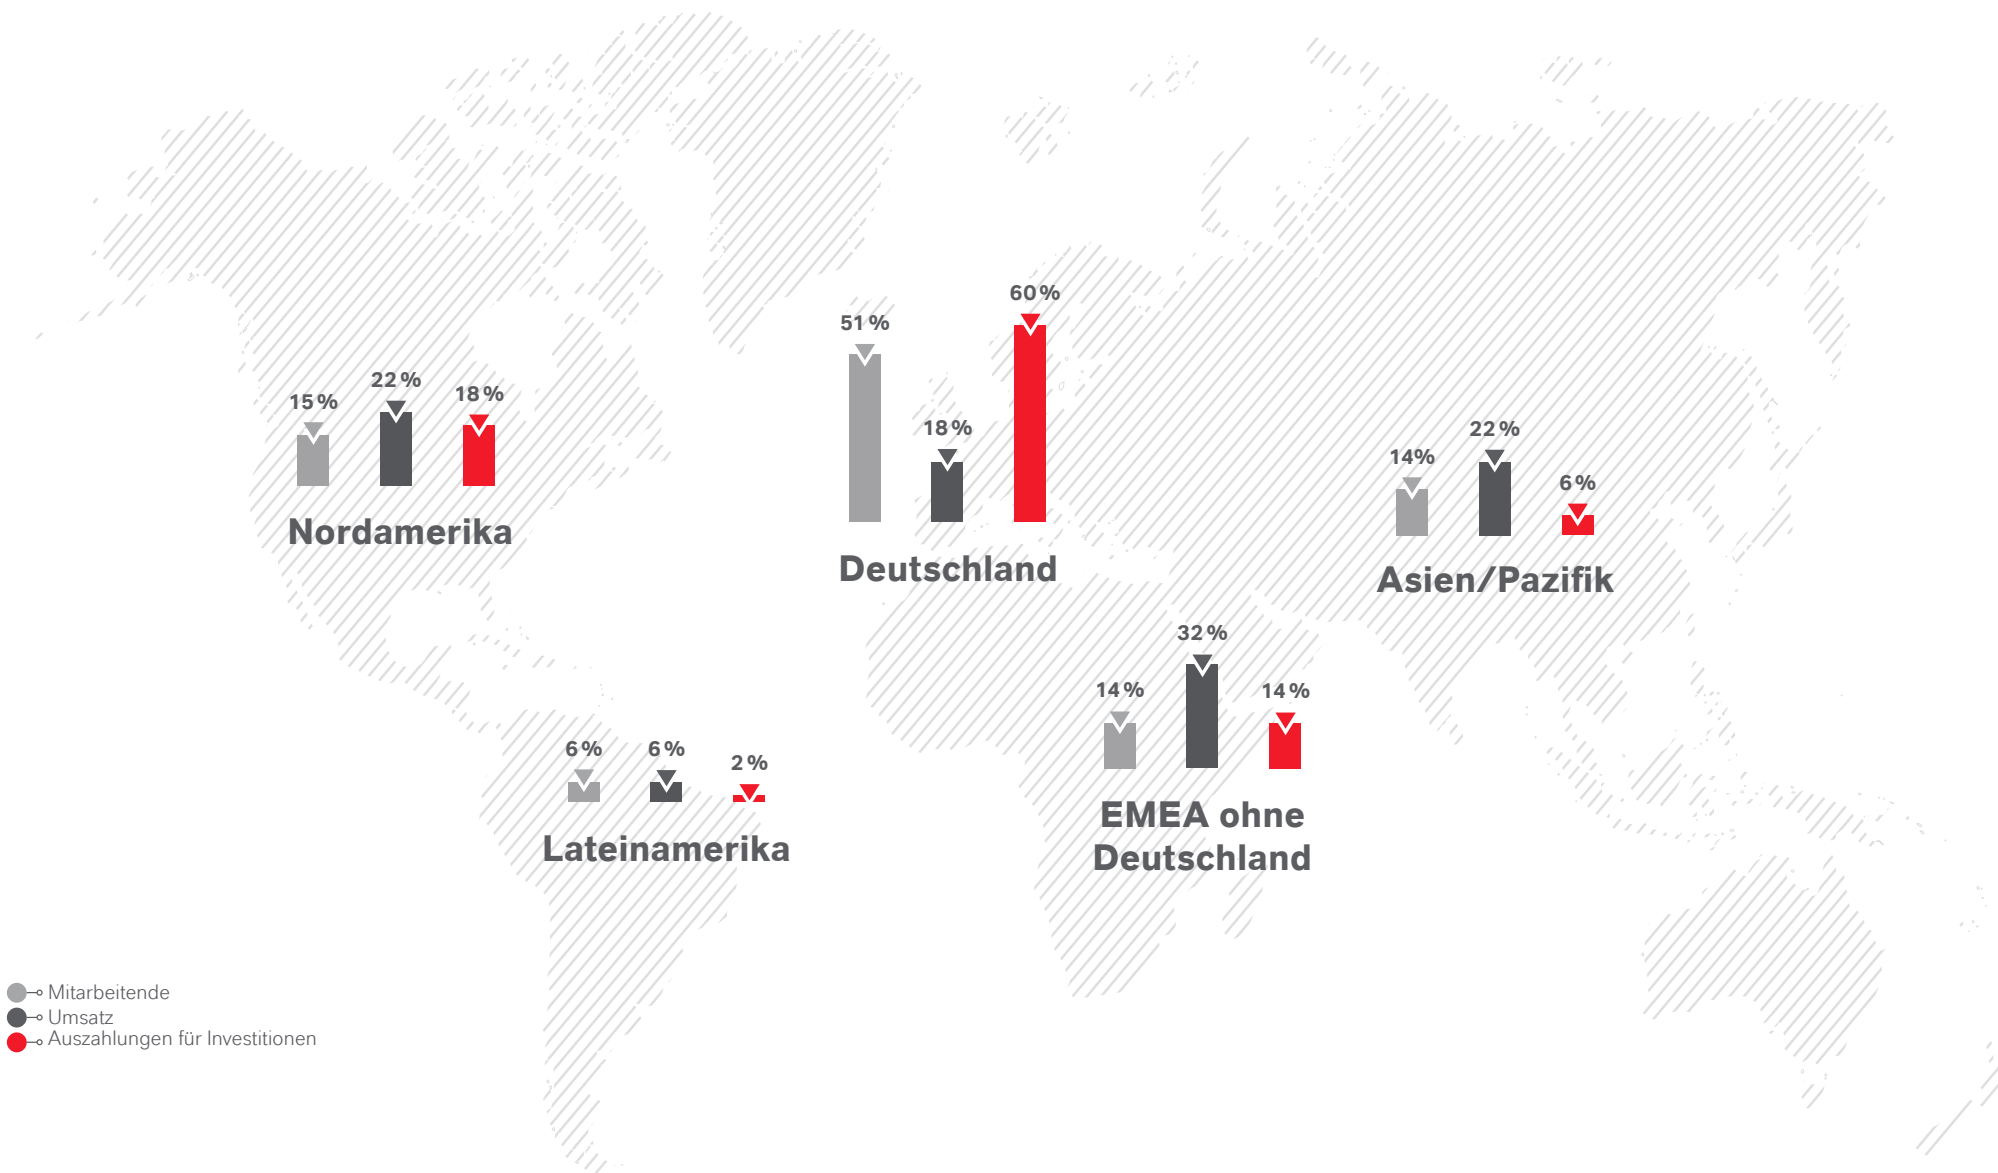 15 %
22 %
18 %
Nordamerika
51 %
18 %
60 %
Deutschland
14%
22 %
6 %
Asien/Pazifik
6 %
6 %
2 %
Lateinamerika
14 %
32 %
14 %
EMEA ohne
Deutschland
Mitarbeitende
Umsatz
Auszahlungen für Investitionen